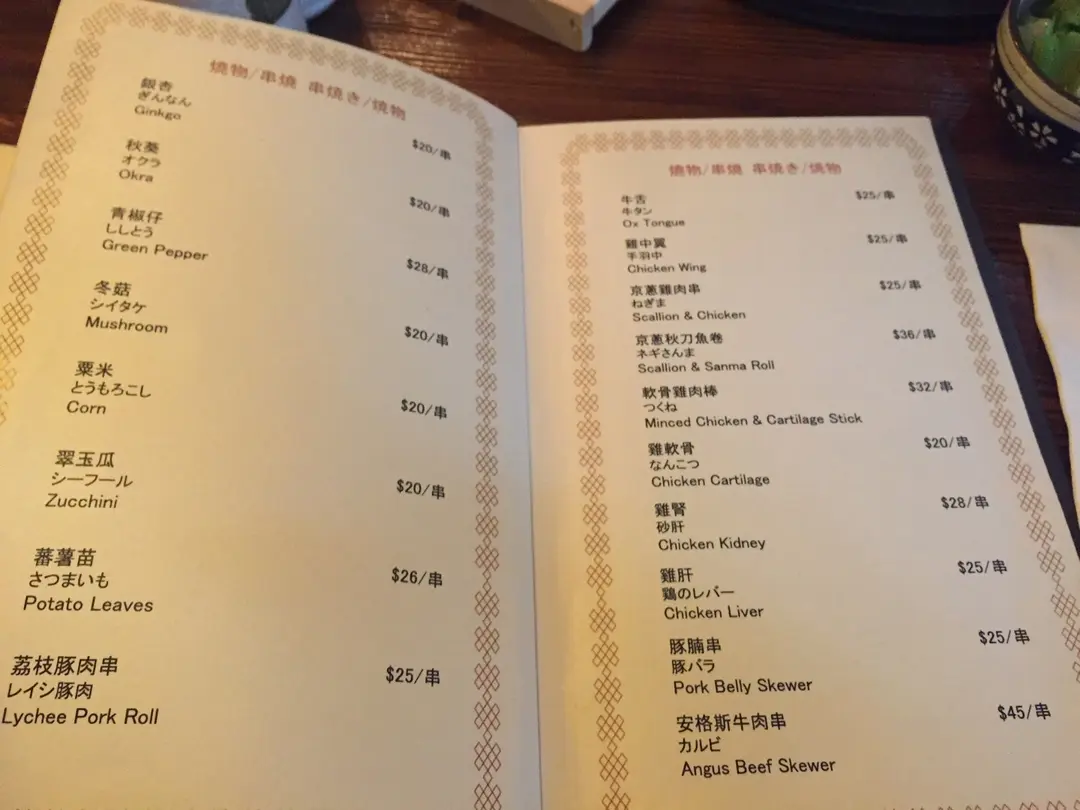 燒物/串燒 串焼き/焼物
銀杏
ぎんなん
Ginkgo
$20/串
秋葵
オクラ
Okra
$20/串
青椒仔
ししとう
Green Pepper
$28/串
冬菇
シイタケ
Mushroom
$20/串
粟米
とうもろこし
Corn
$20/串
翠玉瓜
シーフール
Zucchini
$20/串
蕃薯苗
さつまいも
Potato Leaves
$26/串
荔枝豚肉串
レイシ豚肉
Lychee Pork Roll
$25/串
燒物/串燒 串焼き/焼物
牛舌
牛タン
Ox Tongue
$25/串
雞中翼
手羽中
Chicken Wing
$25/串
京蔥雞肉串
ねぎま
Scallion & Chicken
$25/串
京蔥秋刀魚卷
ネギさんま
Scallion & Sanma Roll
$36/串
軟骨雞肉棒
つくね
Minced Chicken & Cartilage Stick
$32/串
雞軟骨
なんこつ
Chicken Cartilage
$20/串
雞腎
砂肝
Chicken Kidney
$28/串
雞肝
鶏のレバー
Chicken Liver
$25/串
豚腩串
豚バラ
Pork Belly Skewer
$25/串
安格斯牛肉串
カルビ
Angus Beef Skewer
$45/串